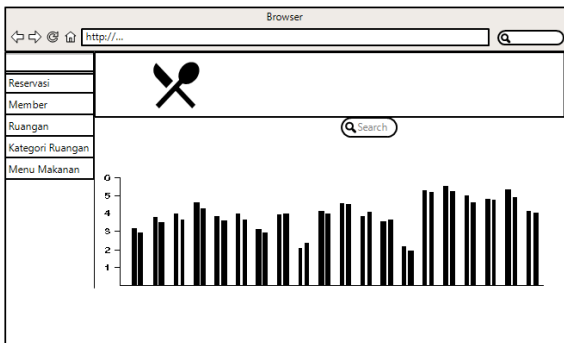 Browser
http://...
Reservasi
Member
Ruangan
Kategori Ruangan
Menu Makanan
Search
6
5
4
3
2
1